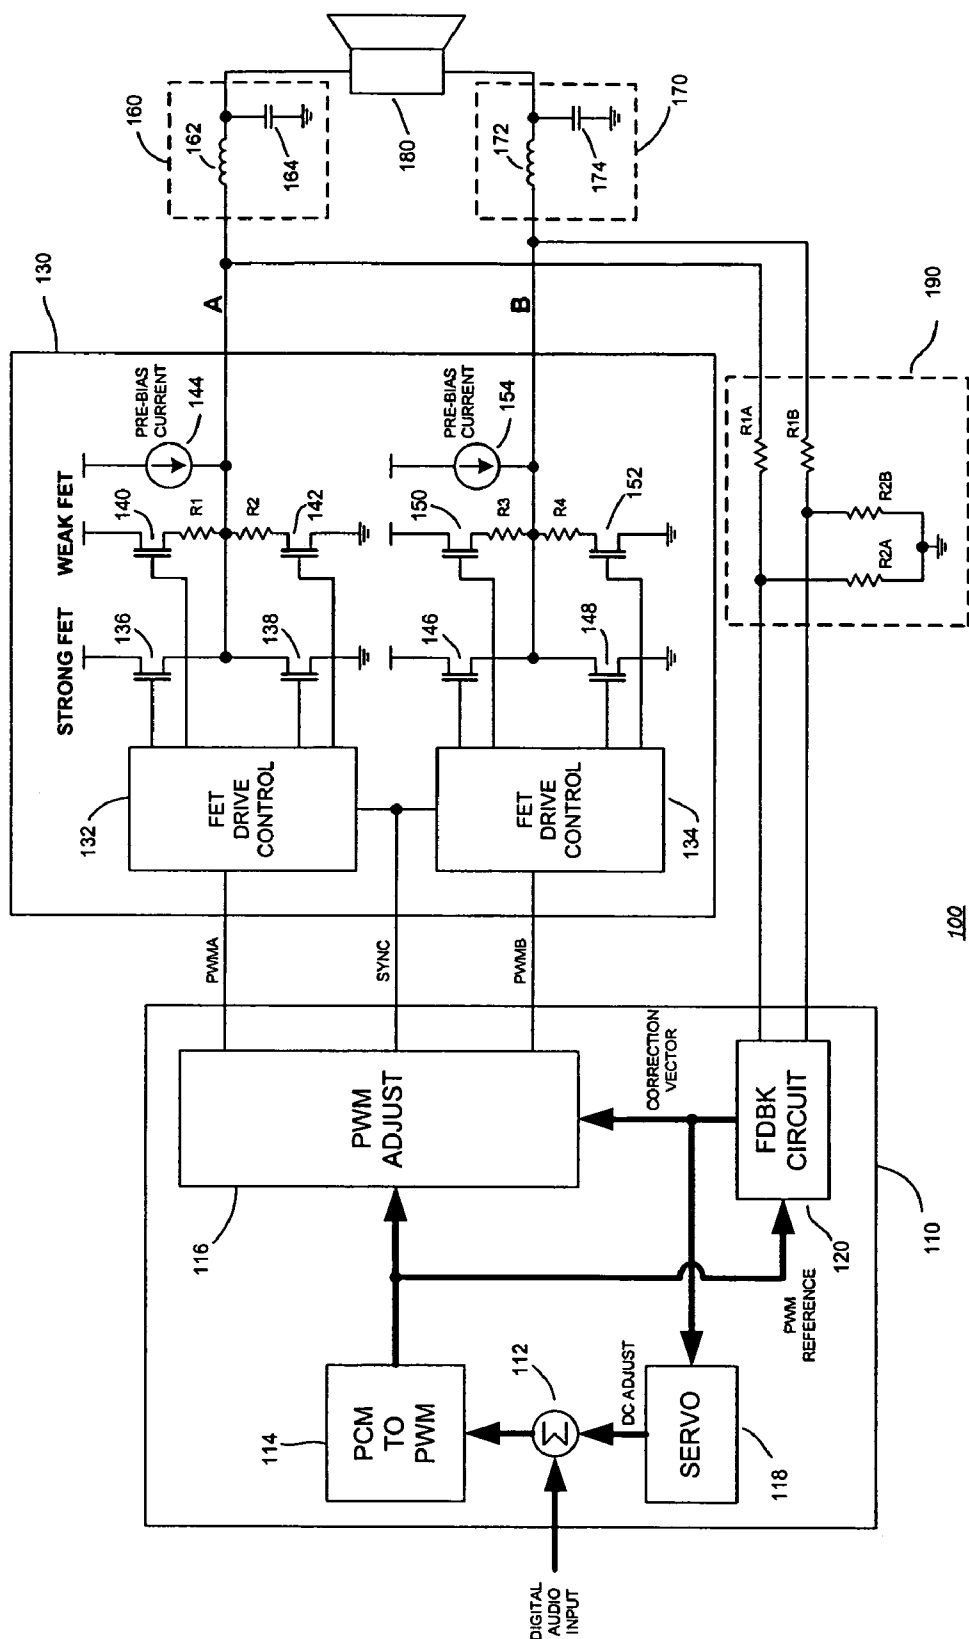 130
160
162
164
180
172
174
170
190
A
B
STRONG FET
WEAK FET
136
140
138
142
R1
R2
PRE-BIAS
CURRENT
144
146
150
148
152
R3
R4
PRE-BIAS
CURRENT
154
132
FET
DRIVE
CONTROL
134
FET
DRIVE
CONTROL
R1A
R1B
R2A
R2B
PWMA
SYNC
PWMB
116
PWM
ADJUST
CORRECTION
VECTOR
FDBK
CIRCUIT
120
110
PWM
REFERENCE
114
PCM
TO
PWM
112
Σ
DC ADJUST
SERVO
118
DIGITAL
AUDIO
INPUT
100